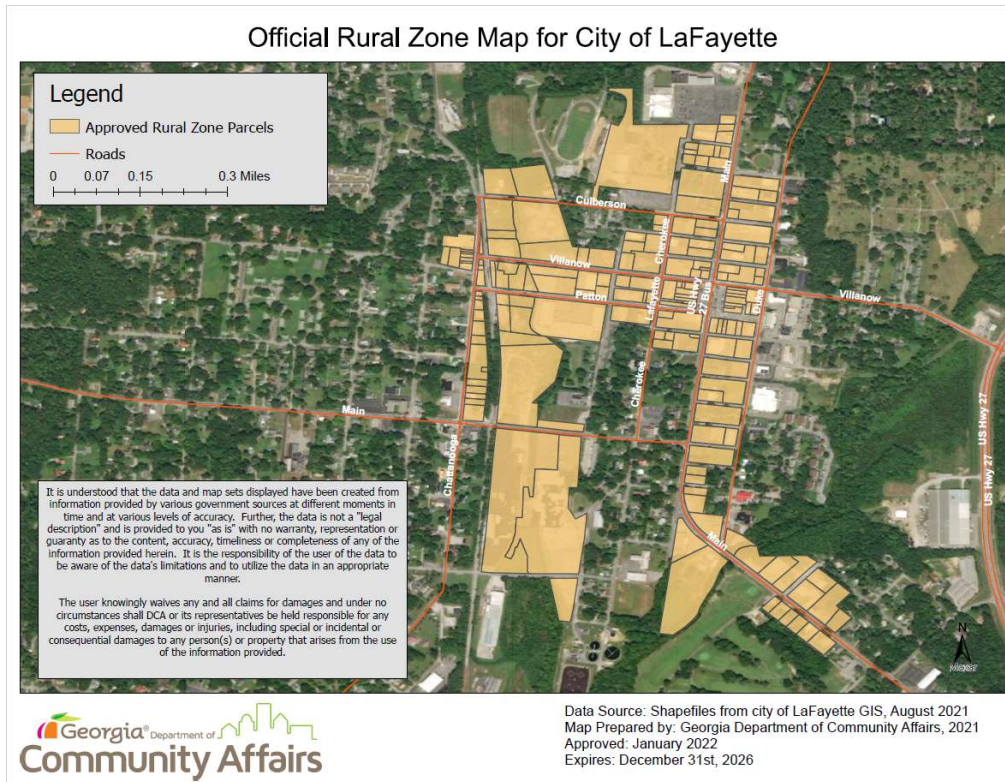 Official Rural Zone Map for City of LaFayette
Legend
Approved Rural Zone Parcels
Roads
0 0.07 0.15 0.3 Miles
Main
Culberson
Cherokee
Villanow
Patton
Lafayette
US Hwy
27 Bus
Duke
Villanow
Cherokee
Main
Chattanooga
US Hwy 27
US Hwy 27
Main
It is understood that the data and map sets displayed have been created from
information provided by various government sources at different moments in
time and at various levels of accuracy. Further, the data is not a "legal
description" and is provided to you "as is" with no warranty, representation or
guaranty as to the content, accuracy, timeliness or completeness of any of the
information provided herein. It is the responsibility of the user of the data to
be aware of the data's limitations and to utilize the data in an appropriate
manner.
The user knowingly waives any and all claims for damages and under no
circumstances shall DCA or its representatives be held responsible for any
costs, expenses, damages or injuries, including special or incidental or
consequential damages to any person(s) or property that arises from the use
of the information provided.
N
Georgia® Department of
Community Affairs
Data Source: Shapefiles from city of LaFayette GIS, August 2021
Map Prepared by: Georgia Department of Community Affairs, 2021
Approved: January 2022
Expires: December 31st, 2026